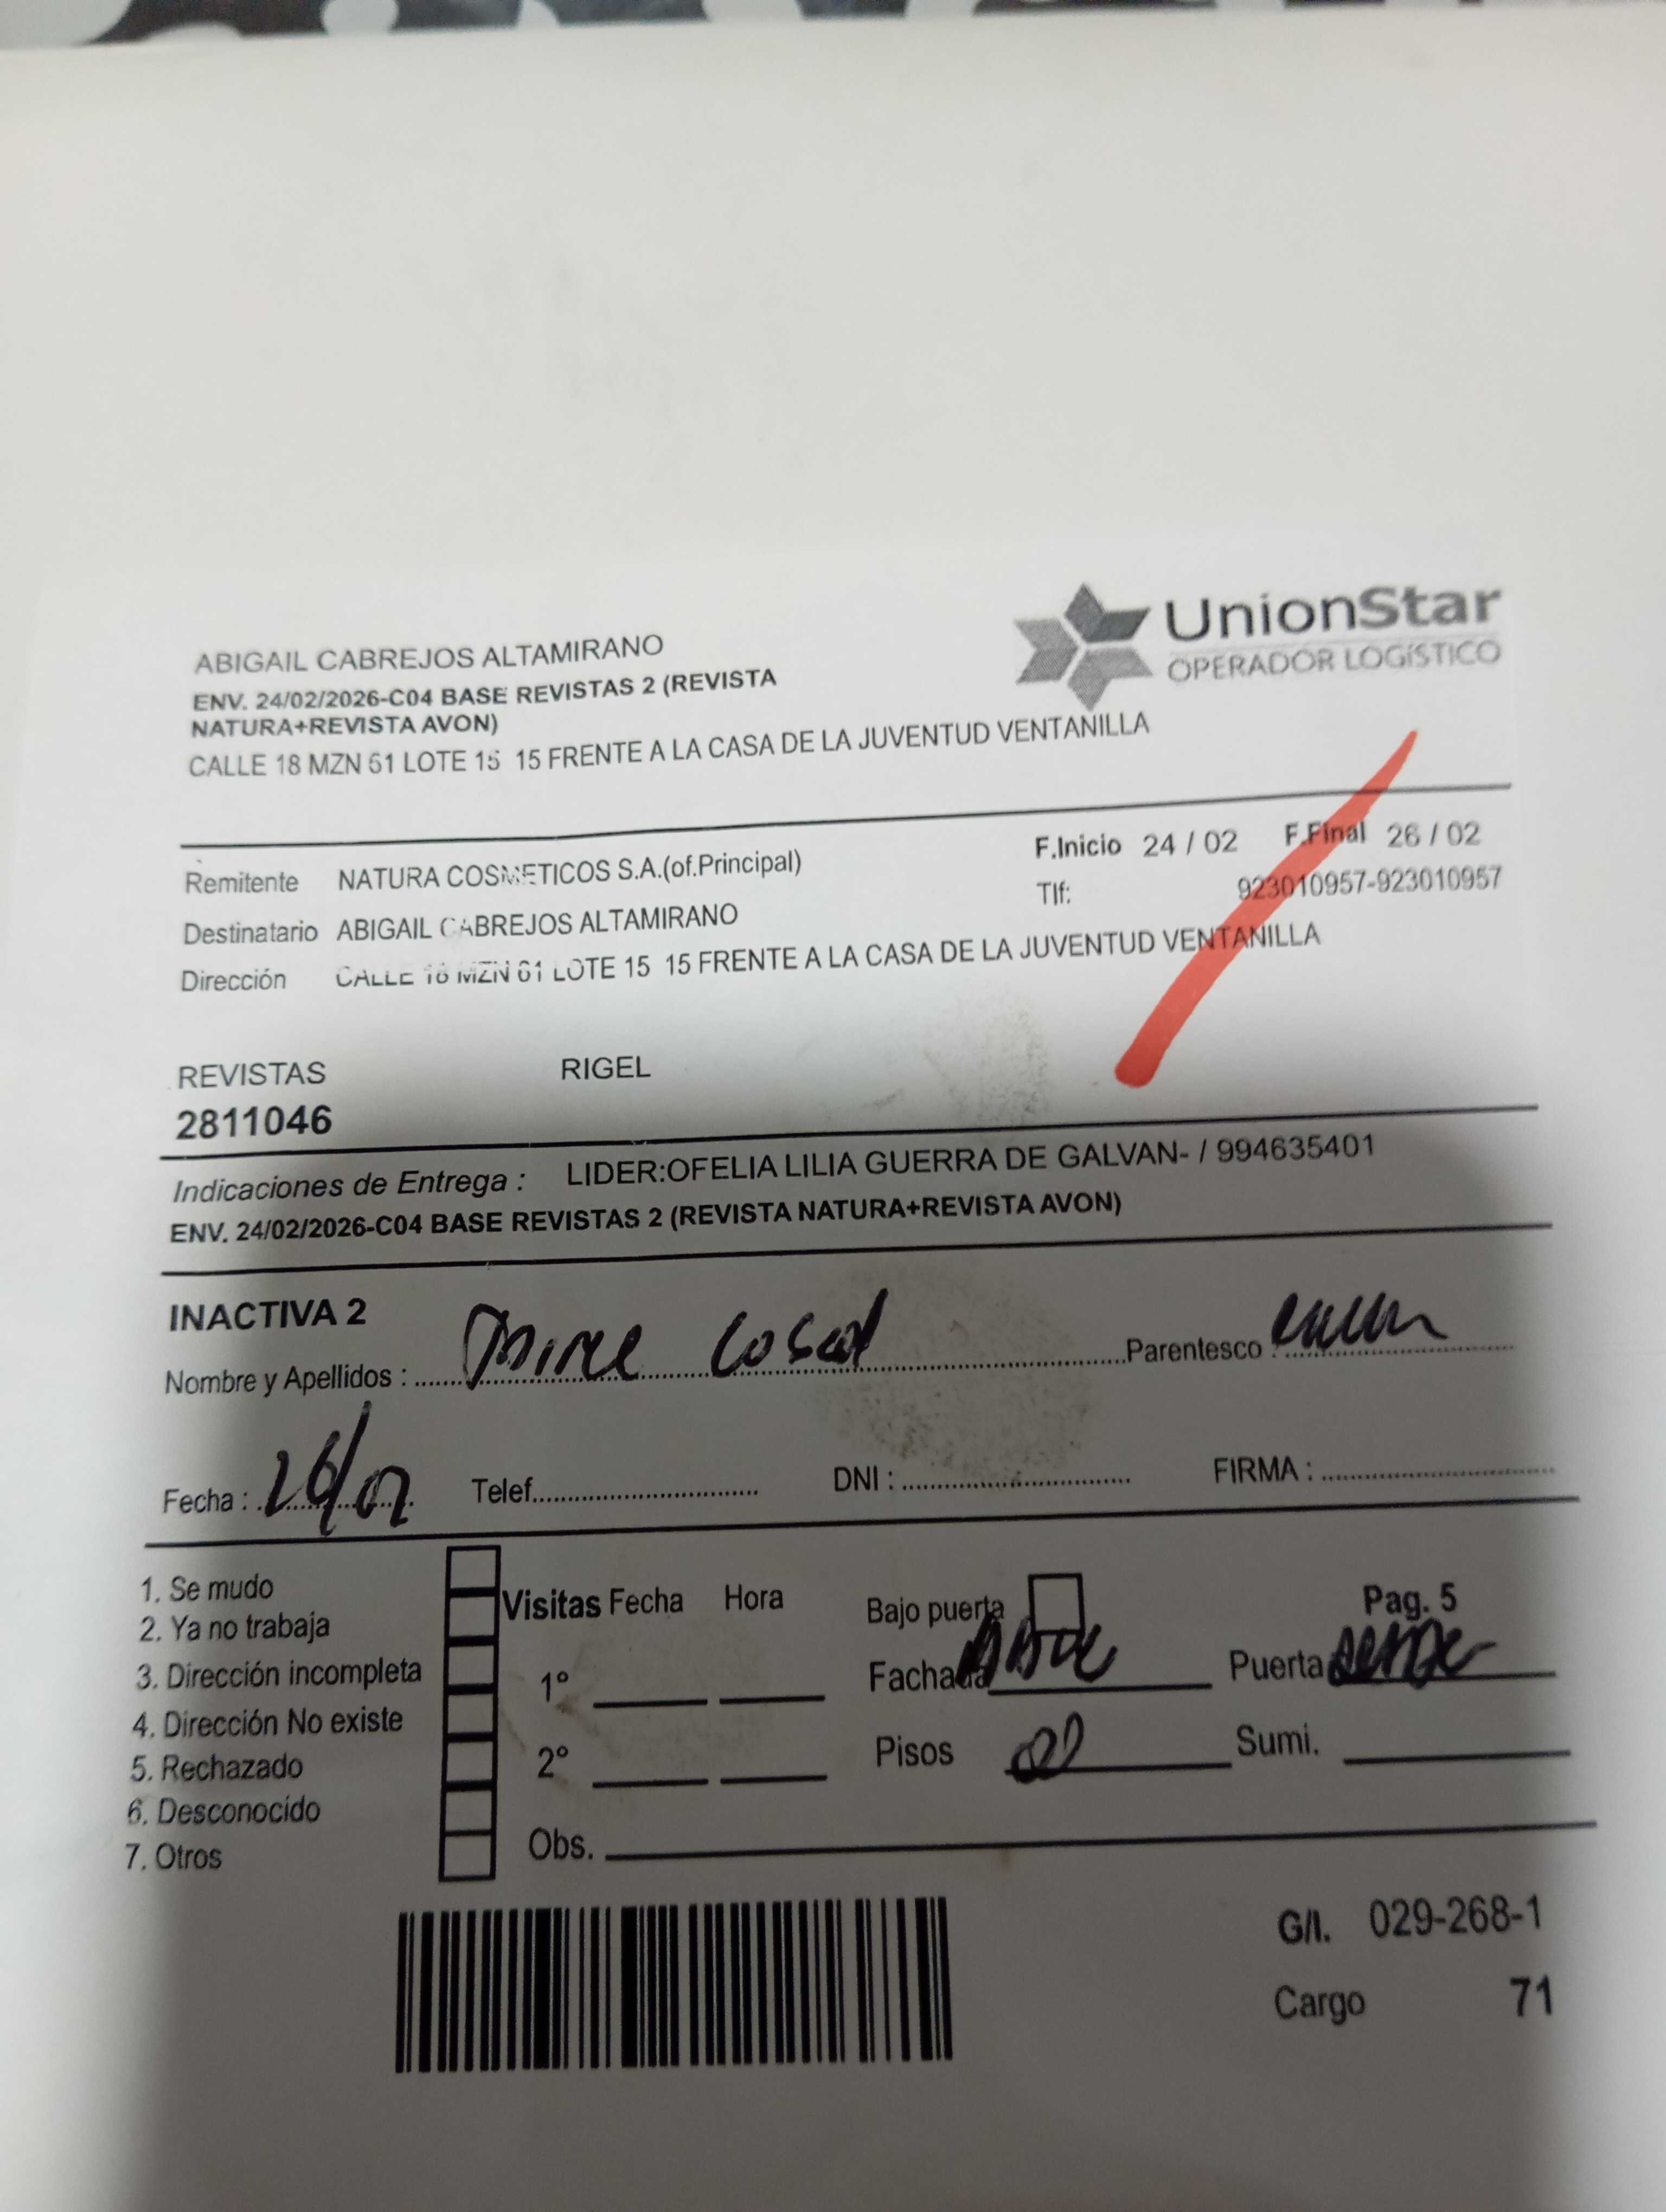 UnionStar
OPERADOR LOGÍSTICO
ABIGAIL CABREJOS ALTAMIRANO
ENV. 24/02/2026-C04 BASE REVISTAS 2 (REVISTA
NATURA+REVISTA AVON)
CALLE 18 MZN 61 LOTE 15 15 FRENTE A LA CASA DE LA JUVENTUD VENTANILLA
Remitente NATURA COSMETICOS S.A.(of.Principal) F.Inicio 24 / 02 F.Final 26 / 02
Destinatario ABIGAIL CABREJOS ALTAMIRANO Tlf: 923010957-923010957
Dirección CALLE 18 MZN 61 LOTE 15 15 FRENTE A LA CASA DE LA JUVENTUD VENTANILLA
REVISTAS RIGEL
2811046
Indicaciones de Entrega : LIDER:OFELIA LILIA GUERRA DE GALVAN- / 994635401
ENV. 24/02/2026-C04 BASE REVISTAS 2 (REVISTA NATURA+REVISTA AVON)
INACTIVA 2
Nombre y Apellidos : Parentesco :
Fecha : 26/02 Telef. DNI : FIRMA :
1. Se mudo
2. Ya no trabaja
3. Dirección incompleta
4. Dirección No existe
5. Rechazado
6. Desconocido
7. Otros
Visitas Fecha Hora
1°
2°
Obs.
Bajo puerta Pag. 5
Fachada Puerta
Pisos Sumi.
G/I. 029-268-1
Cargo 71